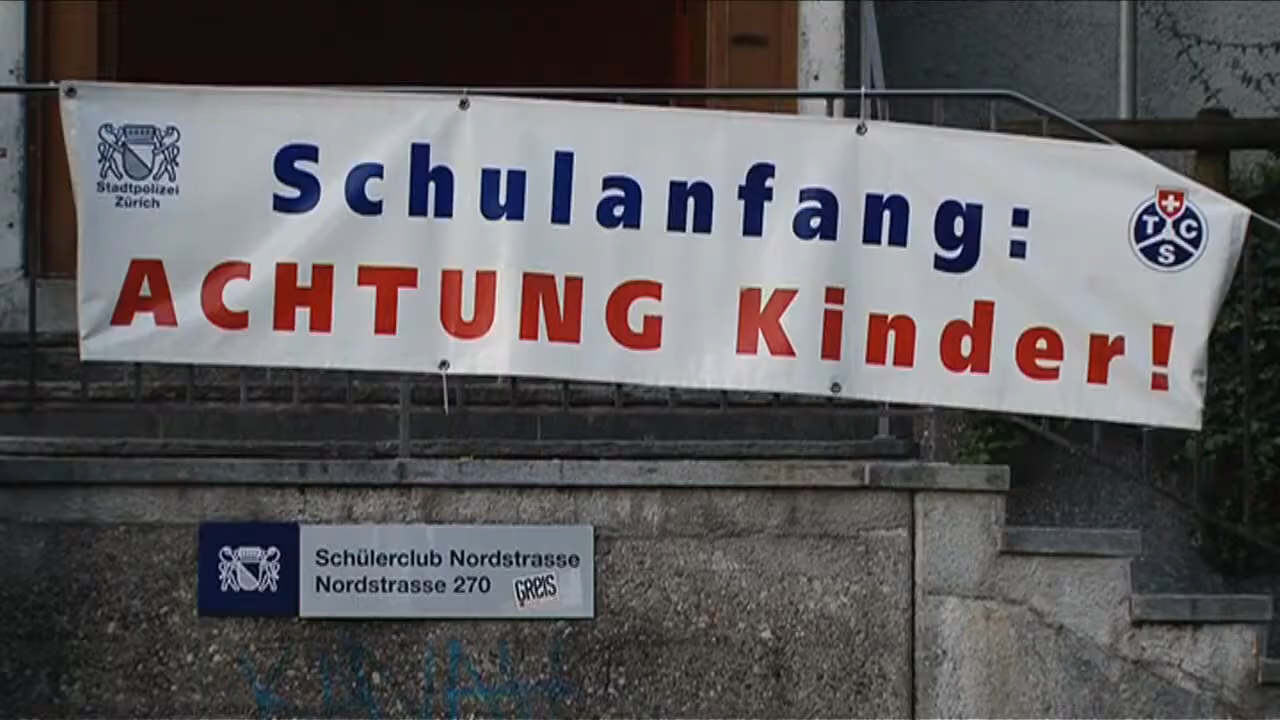 Stadtpolizei
Zürich
Schulanfang:
ACHTUNG Kinder!
TCS
Schülerclub Nordstrasse
Nordstrasse 270
GREIS